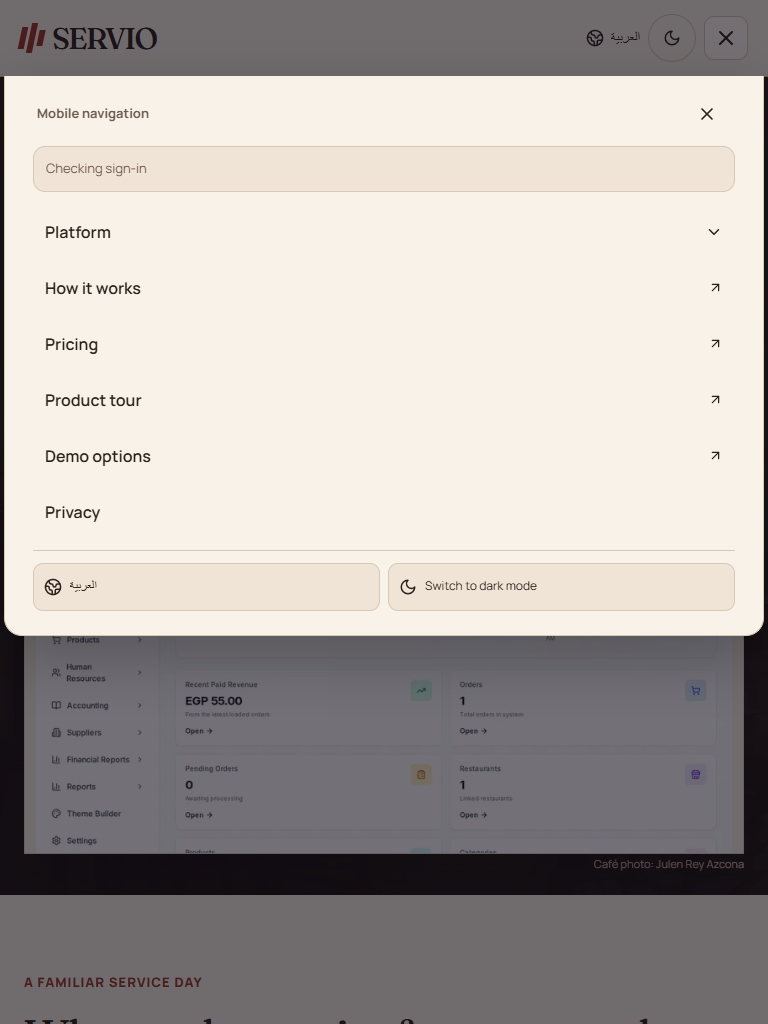 SERVIO
العربية
Mobile navigation
Checking sign-in
Platform
How it works
Pricing
Product tour
Demo options
Privacy
العربية
Switch to dark mode
Products
Human
Resources
Accounting
Suppliers
Financial Reports
Reports
Theme Builder
Settings
Recent Paid Revenue
EGP 55.00
From the latest loaded orders
Open →
Orders
1
Total orders in system
Open →
Pending Orders
0
Awaiting processing
Open →
Restaurants
1
Linked restaurants
Open →
Products
Categories
Café photo: Julen Rey Azcona
A FAMILIAR SERVICE DAY